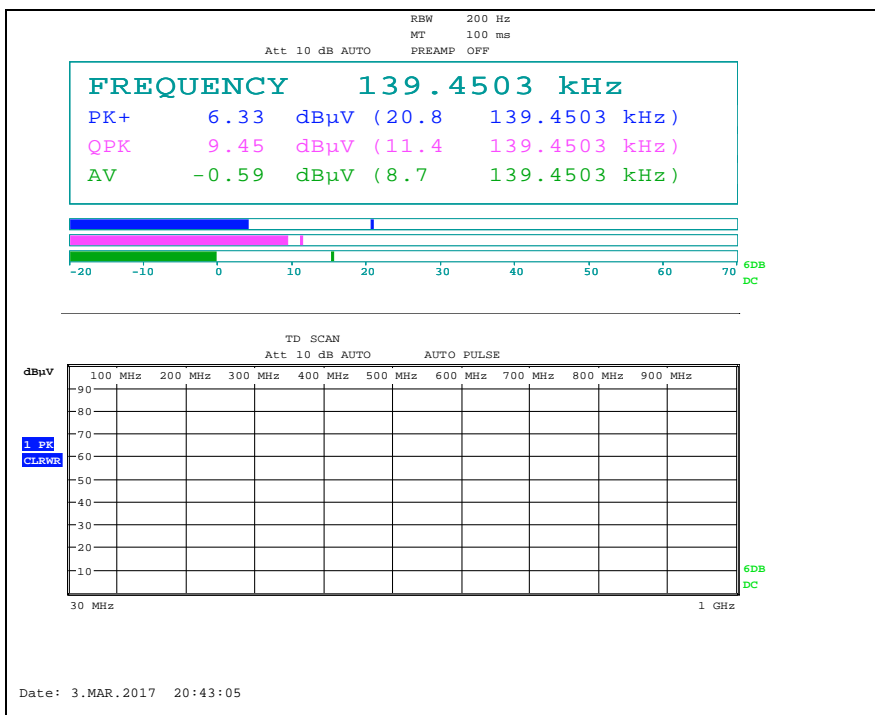 RBW 200 Hz
MT 100 ms
Att 10 dB AUTO PREAMP OFF
FREQUENCY 139.4503 kHz
PK+ 6.33 dBµV (20.8 139.4503 kHz)
QPK 9.45 dBµV (11.4 139.4503 kHz)
AV -0.59 dBµV (8.7 139.4503 kHz)
-20 -10 0 10 20 30 40 50 60 70
6DB
DC
TD SCAN
Att 10 dB AUTO AUTO PULSE
dBµV
100 MHz 200 MHz 300 MHz 400 MHz 500 MHz 600 MHz 700 MHz 800 MHz 900 MHz
90
80
70
1 PK
CLRWR
60
50
40
30
20
10
6DB
DC
30 MHz 1 GHz
Date: 3.MAR.2017 20:43:05